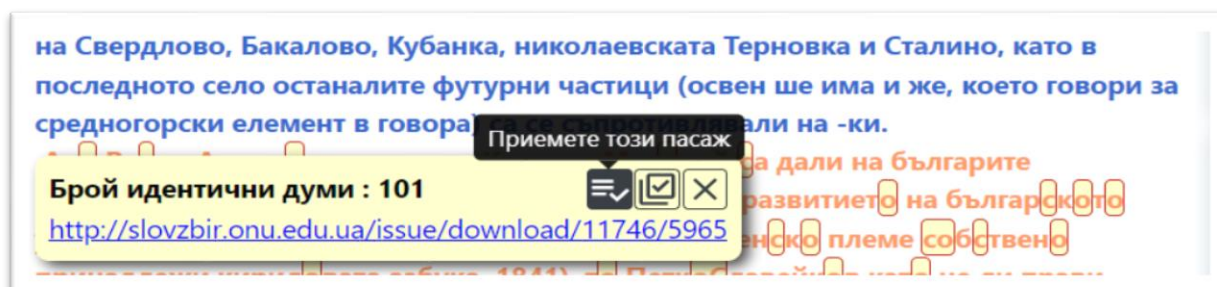 на Свердлово, Бакалово, Кубанка, николаевската Терновка и Сталино, като в
последното село останалите футурни частици (освен ше има и же, което говори за
средногорски елемент в говора) са се съпротивлявали на -ки.
Приемете този пасаж
са дали на българите
Брой идентични думи : 101
развитието на българското
http://slovzbir.onu.edu.ua/issue/download/11746/5965
племе собствено